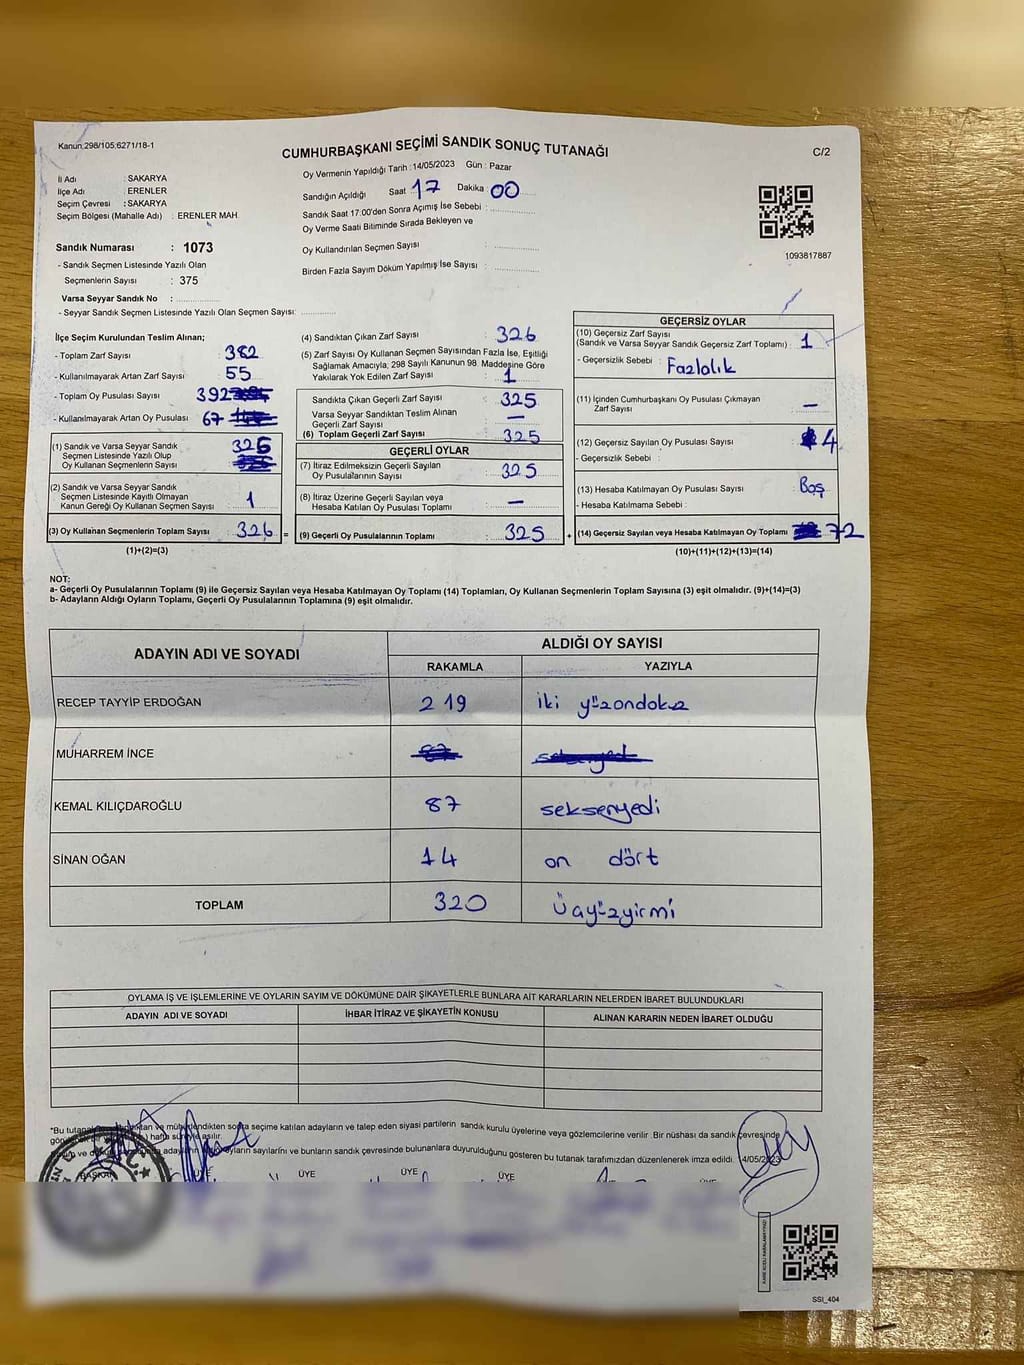 Kanun:298/105;6271/18-1
CUMHURBAŞKANI SEÇİMİ SANDIK SONUÇ TUTANAĞI
C/2
İl Adı : SAKARYA
İlçe Adı : ERENLER
Seçim Çevresi : SAKARYA
Seçim Bölgesi (Mahalle Adı) : ERENLER MAH
Sandık Numarası : 1073
- Sandık Seçmen Listesinde Yazılı Olan
Seçmenlerin Sayısı : 375
Varsa Seyyar Sandık No :
- Seyyar Sandık Seçmen Listesinde Yazılı Olan Seçmen Sayısı:
Oy Vermenin Yapıldığı Tarih :14/05/2023 Gün : Pazar
Sandığın Açıldığı Saat 17 Dakika : 00
Sandık Saat 17:00'den Sonra Açımış İse Sebebi :
Oy Verme Saati Bitiminde Sırada Bekleyen ve
Oy Kullandırılan Seçmen Sayısı :
Birden Fazla Sayım Döküm Yapılmış İse Sayısı :
1093817887
İlçe Seçim Kurulundan Teslim Alınan;
- Toplam Zarf Sayısı : 382
- Kullanılmayarak Artan Zarf Sayısı : 55
- Toplam Oy Pusulası Sayısı : 392
- Kullanılmayarak Artan Oy Pusulası : 67
(1) Sandık ve Varsa Seyyar Sandık
Seçmen Listesinde Yazılı Olup
Oy Kullanan Seçmenlerin Sayısı
(2) Sandık ve Varsa Seyyar Sandık
Seçmen Listesinde Kayıtlı Olmayan
Kanun Gereği Oy Kullanan Seçmen Sayısı : 1
(3) Oy Kullanan Seçmenlerin Toplam Sayısı : 326
(1)+(2)=(3)
(4) Sandıktan Çıkan Zarf Sayısı : 326
(5) Zarf Sayısı Oy Kullanan Seçmen Sayısından Fazla İse, Eşitliği
Sağlamak Amacıyla; 298 Sayılı Kanunun 98. Maddesine Göre
Yakılarak Yok Edilen Zarf Sayısı : 1
Sandıkta Çıkan Geçerli Zarf Sayısı : 325
Varsa Seyyar Sandıktan Teslim Alınan
Geçerli Zarf Sayısı : —
(6) Toplam Geçerli Zarf Sayısı : 325
GEÇERLİ OYLAR
(7) İtiraz Edilmeksizin Geçerli Sayılan
Oy Pusulalarının Sayısı : 325
(8) İtiraz Üzerine Geçerli Sayılan veya
Hesaba Katılan Oy Pusulası Toplamı : —
= (9) Geçerli Oy Pusulalarının Toplamı : 325 +
GEÇERSİZ OYLAR
(10) Geçersiz Zarf Sayısı
(Sandık ve Varsa Seyyar Sandık Geçersiz Zarf Toplamı) : 1
- Geçersizlik Sebebi : Fazlalık
(11) İçinden Cumhurbaşkanı Oy Pusulası Çıkmayan
Zarf Sayısı : —
(12) Geçersiz Sayılan Oy Pusulası Sayısı : 4
- Geçersizlik Sebebi :
(13) Hesaba Katılmayan Oy Pusulası Sayısı : Boş
- Hesaba Katılmama Sebebi :
(14) Geçersiz Sayılan veya Hesaba Katılmayan Oy Toplamı : 72
(10)+(11)+(12)+(13)=(14)
NOT:
a- Geçerli Oy Pusulalarının Toplamı (9) ile Geçersiz Sayılan veya Hesaba Katılmayan Oy Toplamı (14) Toplamları, Oy Kullanan Seçmenlerin Toplam Sayısına (3) eşit olmalıdır. (9)+(14)=(3)
b- Adayların Aldığı Oyların Toplamı, Geçerli Oy Pusulalarının Toplamına (9) eşit olmalıdır.
ADAYIN ADI VE SOYADI
ALDIĞI OY SAYISI
RAKAMLA YAZIYLA
RECEP TAYYİP ERDOĞAN 219 iki yüzondokuz
MUHARREM İNCE
KEMAL KILIÇDAROĞLU 87 seksenyedi
SİNAN OĞAN 14 on dört
TOPLAM 320 üçyüzyirmi
OYLAMA İŞ VE İŞLEMLERİNE VE OYLARIN SAYIM VE DÖKÜMÜNE DAİR ŞİKAYETLERLE BUNLARA AİT KARARLARIN NELERDEN İBARET BULUNDUKLARI
ADAYIN ADI VE SOYADI İHBAR İTİRAZ VE ŞİKAYETİN KONUSU ALINAN KARARIN NEDEN İBARET OLDUĞU
sonra seçime katılan adayların ve talep eden siyasi partilerin sandık kurulu üyelerine veya gözlemcilerine verilir .Bir nüshası da sandık çevresinde
hafta süreyle asılır.
oyların sayılarını ve bunların sandık çevresinde bulunanlara duyurulduğunu gösteren bu tutanak tarafımızdan düzenlenerek imza edildi.
BAŞKAN ÜYE ÜYE ÜYE ÜYE
SSI_404